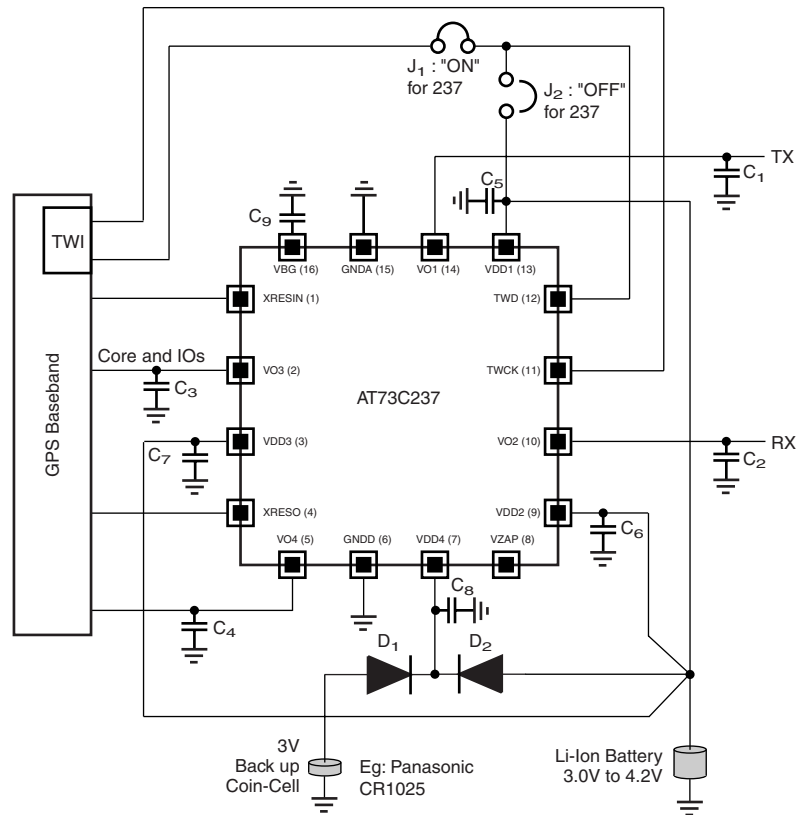 J1 : "ON"
for 237
J2 : "OFF"
for 237
TX
C1
C5
C9
TWI
VBG (16)
GNDA (15)
VO1 (14)
VDD1 (13)
XRESIN (1)
TWD (12)
Core and IOs
VO3 (2)
TWCK (11)
C3
AT73C237
GPS Baseband
VDD3 (3)
VO2 (10)
RX
C7
C2
XRESO (4)
VDD2 (9)
C6
VO4 (5)
GNDD (6)
VDD4 (7)
VZAP (8)
C8
C4
D1
D2
3V
Back up
Coin-Cell
Eg: Panasonic
CR1025
Li-Ion Battery
3.0V to 4.2V